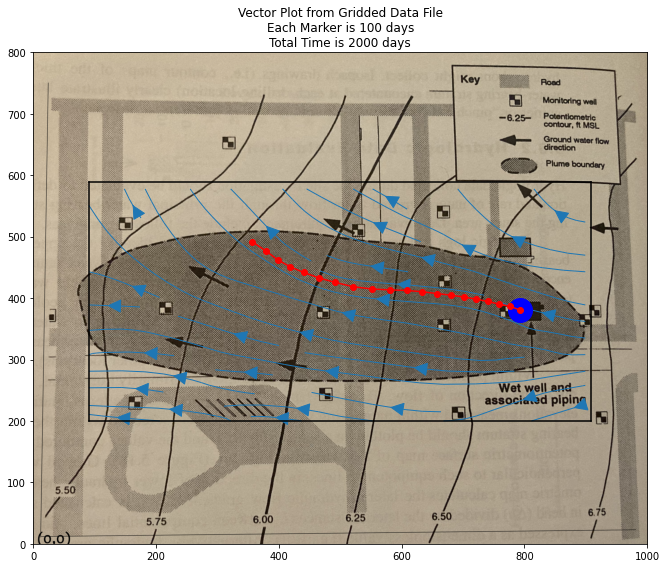 Vector Plot from Gridded Data File
Each Marker is 100 days
Total Time is 2000 days
Key
Road
Monitoring well
6.25
Potentiometric
contour, ft MSL
Ground water flow
direction
Plume boundary
Wet well and
associated piping
5.50
5.75
6.00
6.25
6.50
6.75
(0,0)
800
700
600
500
400
300
200
100
0
0
200
400
600
800
1000